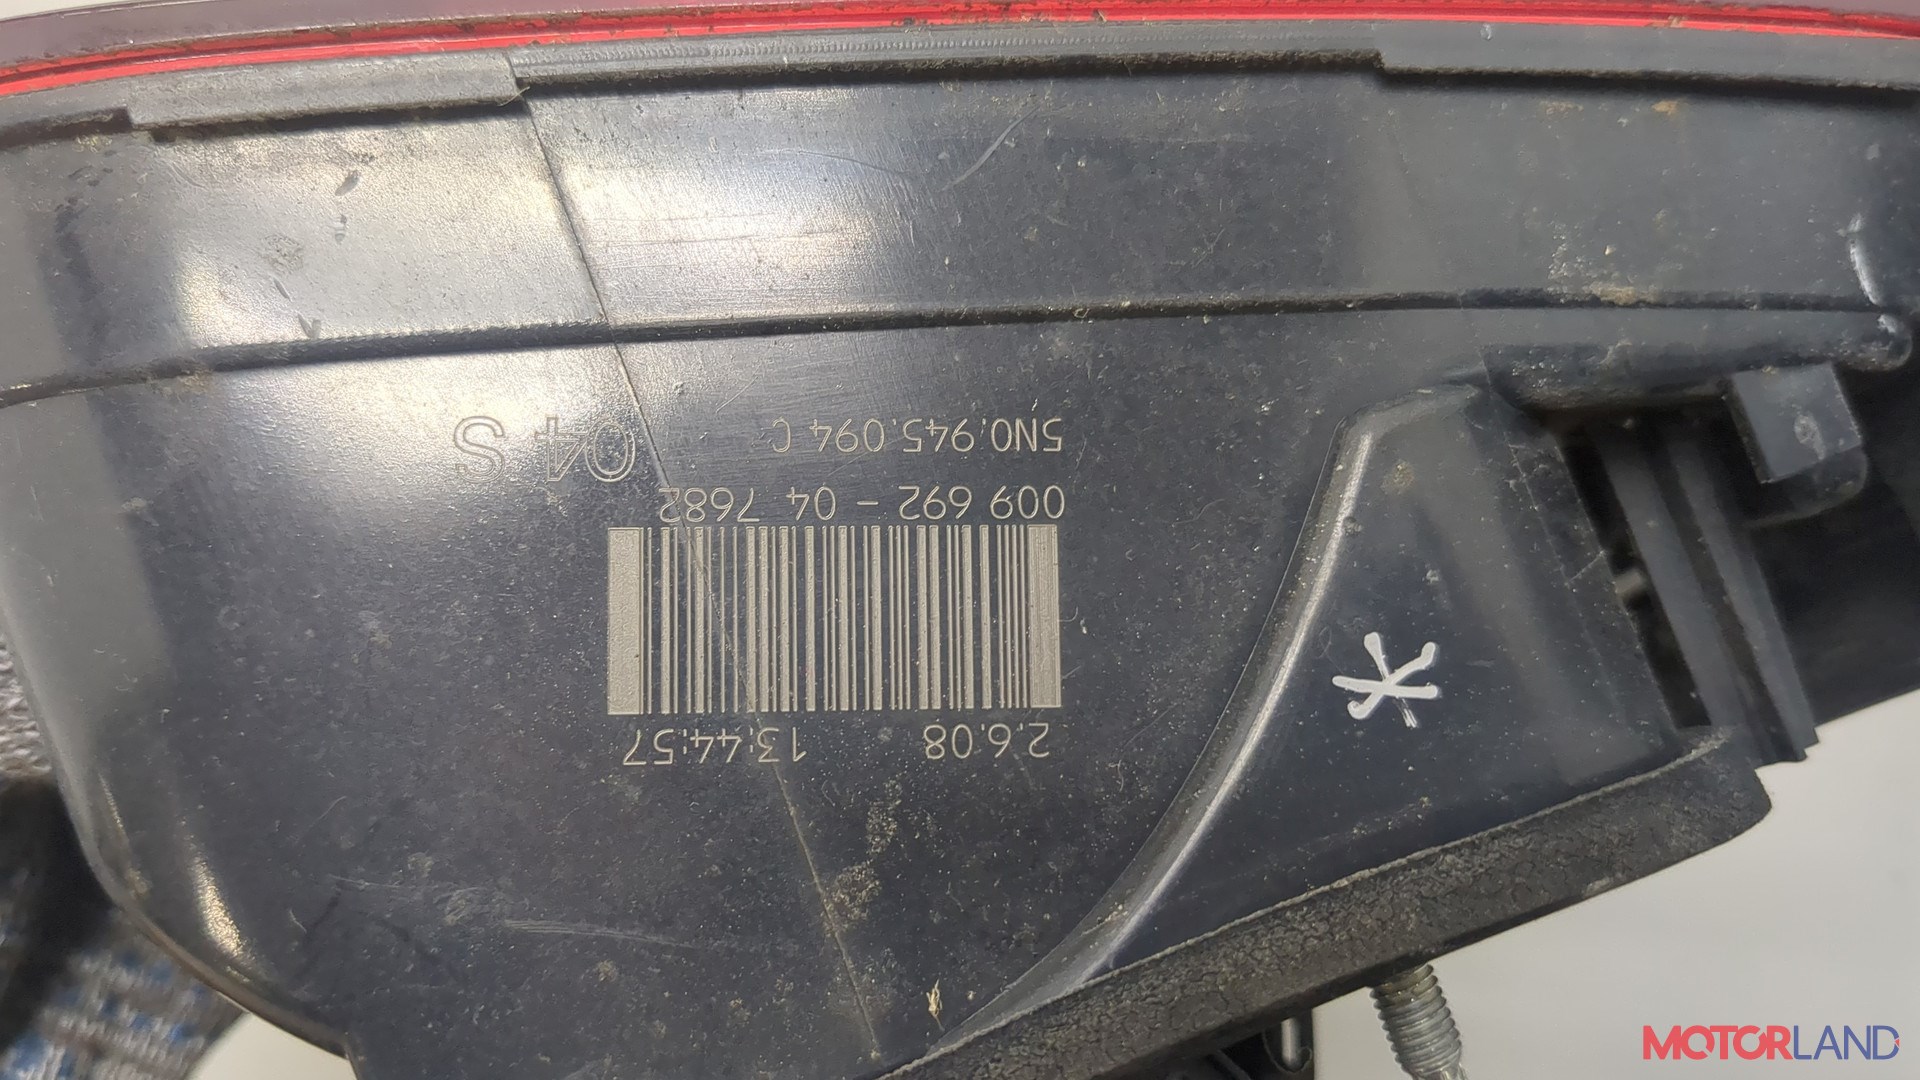 2.6.08 13:44:57
009 692 - 04 7682
5N0.945.094 C
04 S
MOTORLAND